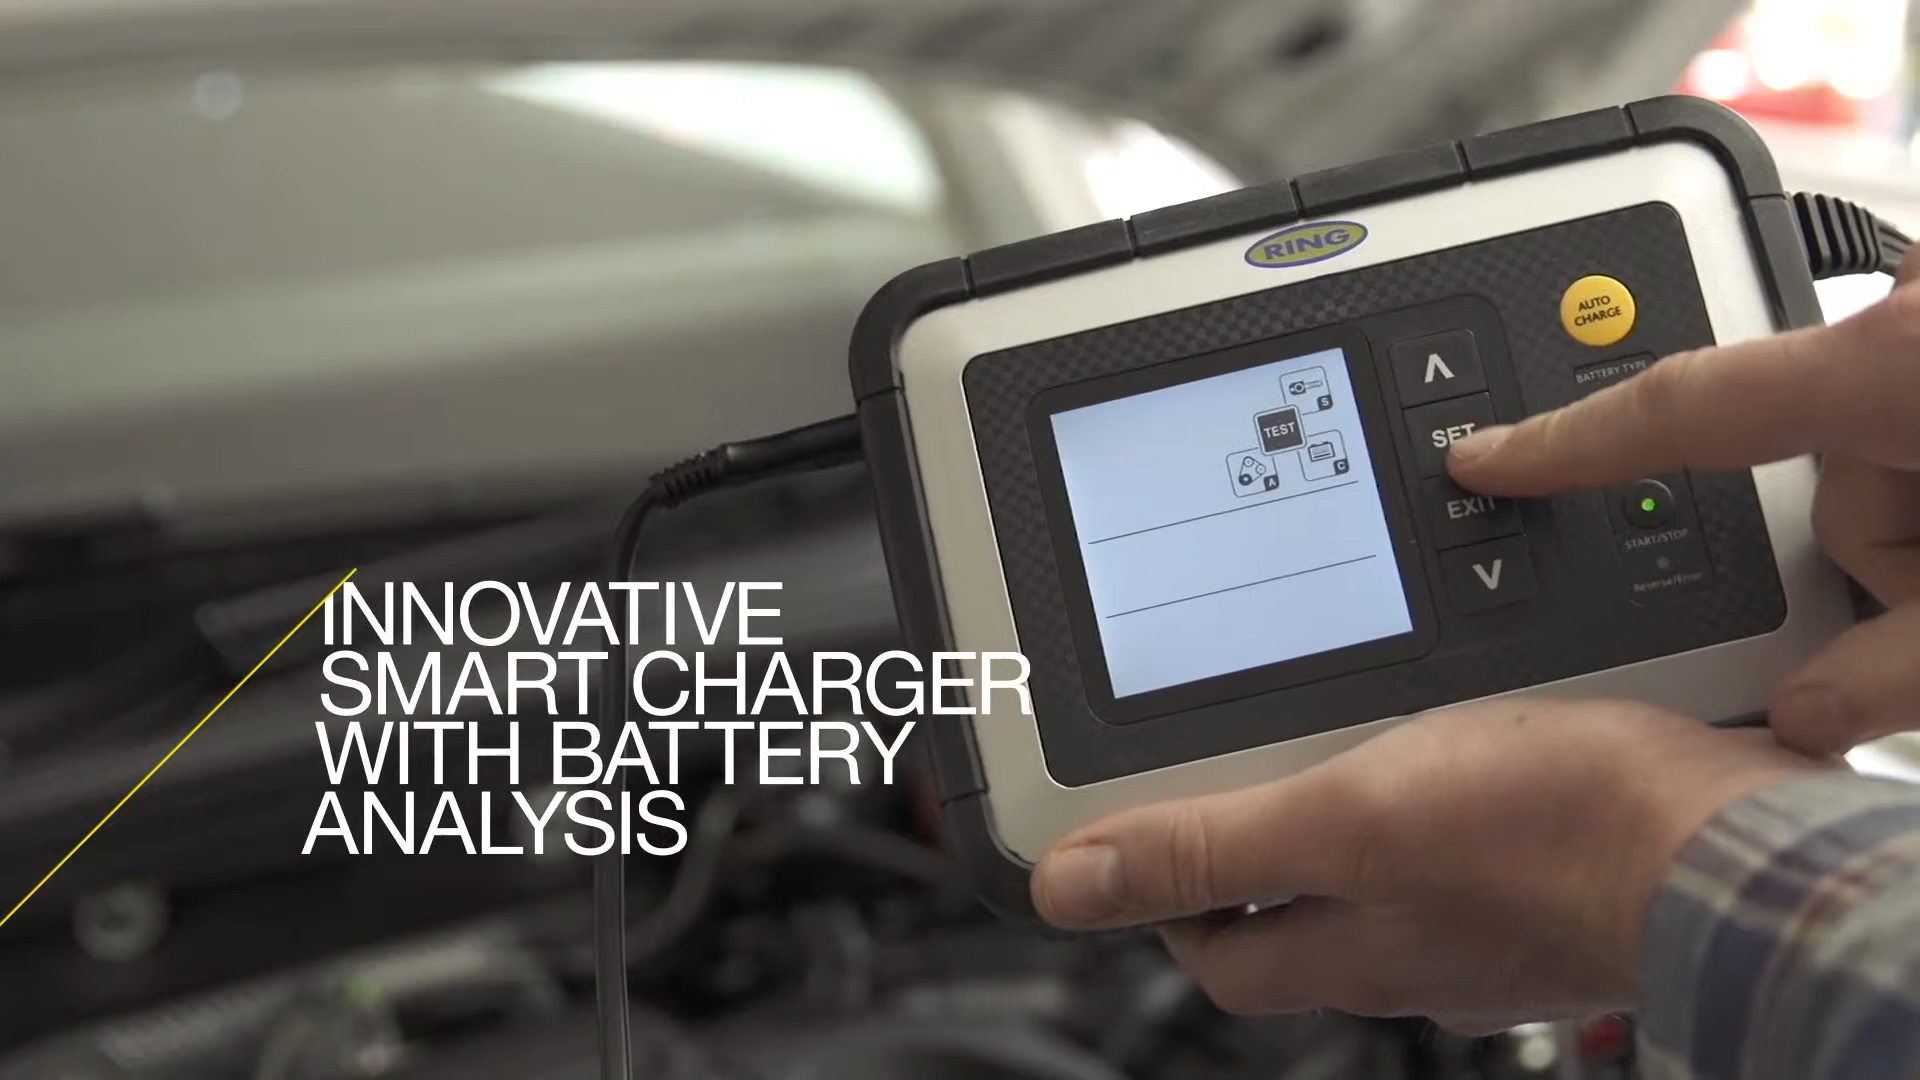 RING
AUTO
CHARGE
BATTERY TYPE
S
TEST
SET
C
A
EXIT
START/STOP
Reverse/Error
INNOVATIVE
SMART CHARGER
WITH BATTERY
ANALYSIS